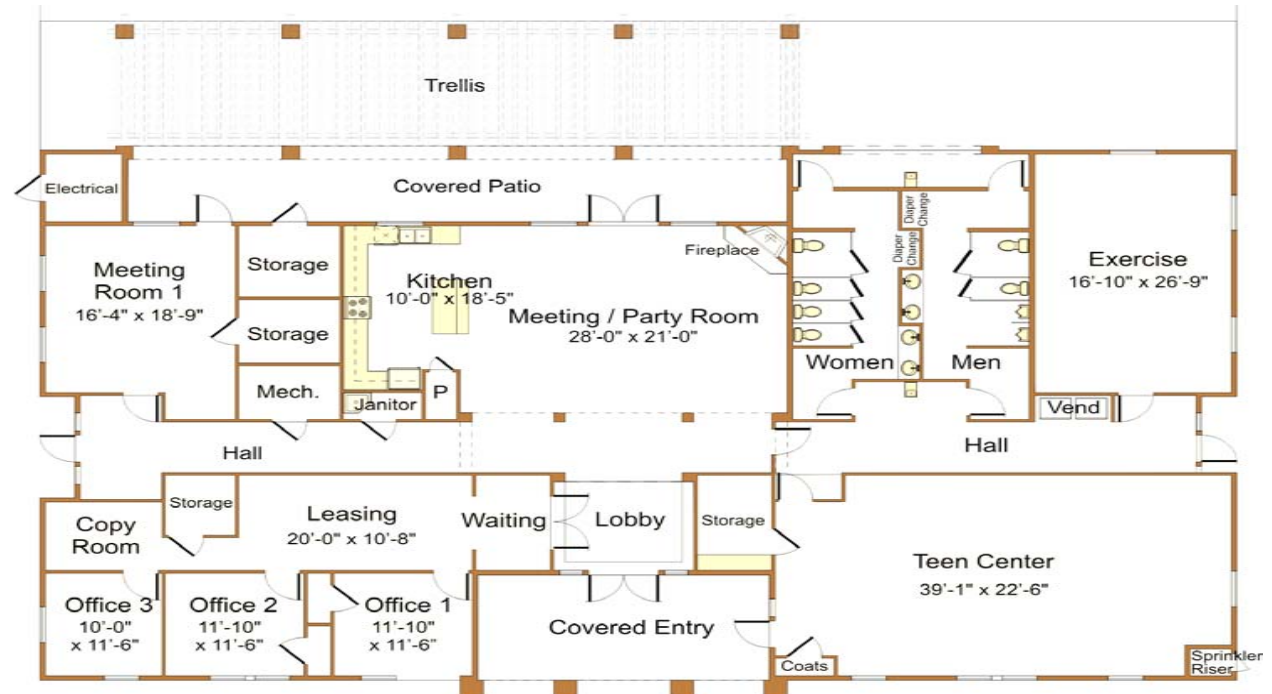 Trellis
Electrical
Covered Patio
Diaper
Change
Diaper
Change
Fireplace
Exercise
16'-10" x 26'-9"
Meeting
Room 1
16'-4" x 18'-9"
Storage
Kitchen
10'-0" x 18'-5"
Meeting / Party Room
28'-0" x 21'-0"
Storage
Women
Men
Mech.
Janitor
P
Vend
Hall
Hall
Storage
Copy
Room
Leasing
20'-0" x 10'-8"
Waiting
Lobby
Storage
Teen Center
39'-1" x 22'-6"
Office 3
10'-0"
x 11'-6"
Office 2
11'-10"
x 11'-6"
Office 1
11'-10"
x 11'-6"
Covered Entry
Coats
Sprinkler
Riser